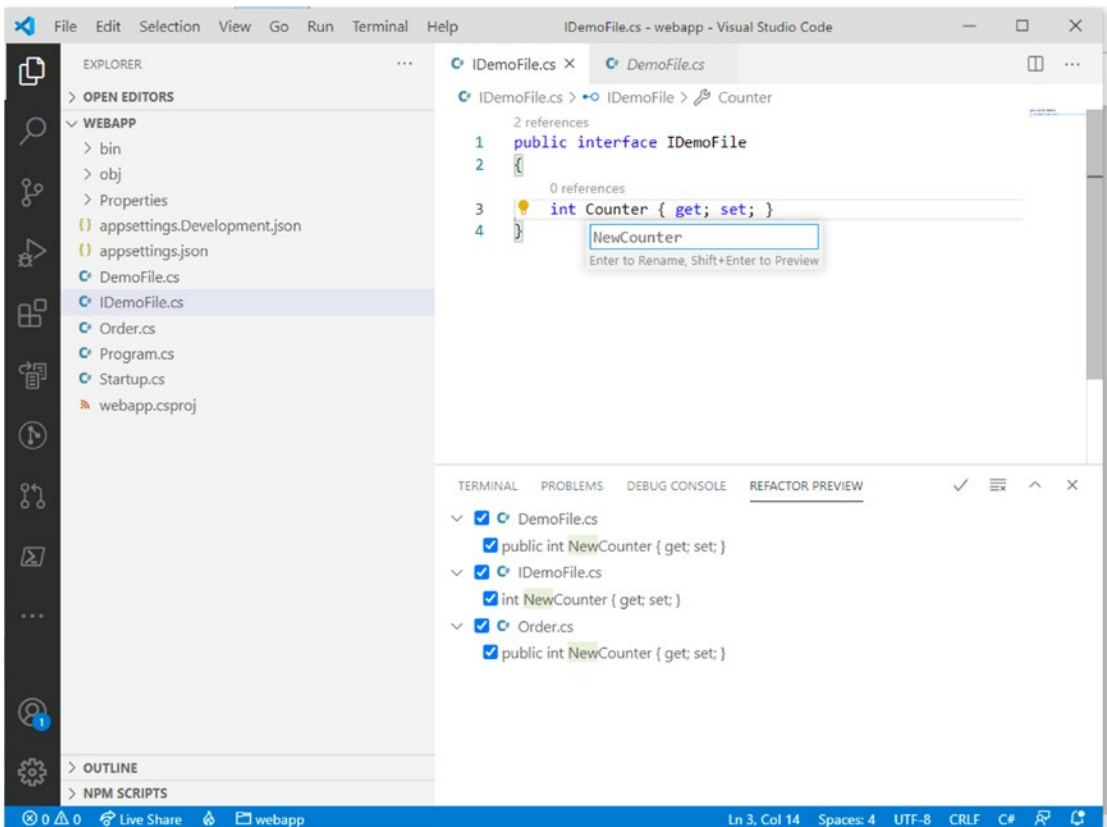 File Edit Selection View Go Run Terminal Help IDemoFile.cs - webapp - Visual Studio Code
EXPLORER
OPEN EDITORS
WEBAPP
bin
obj
Properties
{} appsettings.Development.json
{} appsettings.json
C# DemoFile.cs
C# IDemoFile.cs
C# Order.cs
C# Program.cs
C# Startup.cs
webapp.csproj
OUTLINE
NPM SCRIPTS
C# IDemoFile.cs C# DemoFile.cs
C# IDemoFile.cs > IDemoFile > Counter
2 references
1 public interface IDemoFile
2 {
0 references
3 int Counter { get; set; }
4 }
NewCounter
Enter to Rename, Shift+Enter to Preview
TERMINAL PROBLEMS DEBUG CONSOLE REFACTOR PREVIEW
C# DemoFile.cs
public int NewCounter { get; set; }
C# IDemoFile.cs
int NewCounter { get; set; }
C# Order.cs
public int NewCounter { get; set; }
1
0 0 Live Share webapp Ln 3, Col 14 Spaces: 4 UTF-8 CRLF C#